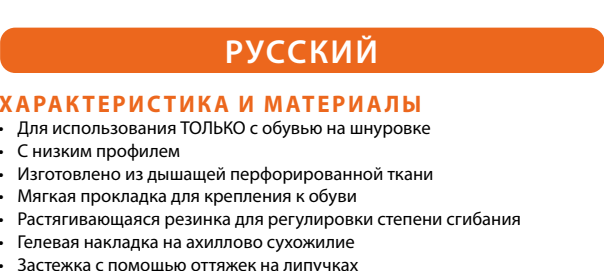 РУССКИЙ
ХАРАКТЕРИСТИКА И МАТЕРИАЛЫ
• Для использования ТОЛЬКО с обувью на шнуровке
• С низким профилем
• Изготовлено из дышащей перфорированной ткани
• Мягкая прокладка для крепления к обуви
• Растягивающаяся резинка для регулировки степени сгибания
• Гелевая накладка на ахиллово сухожилие
• Застежка с помощью оттяжек на липучках